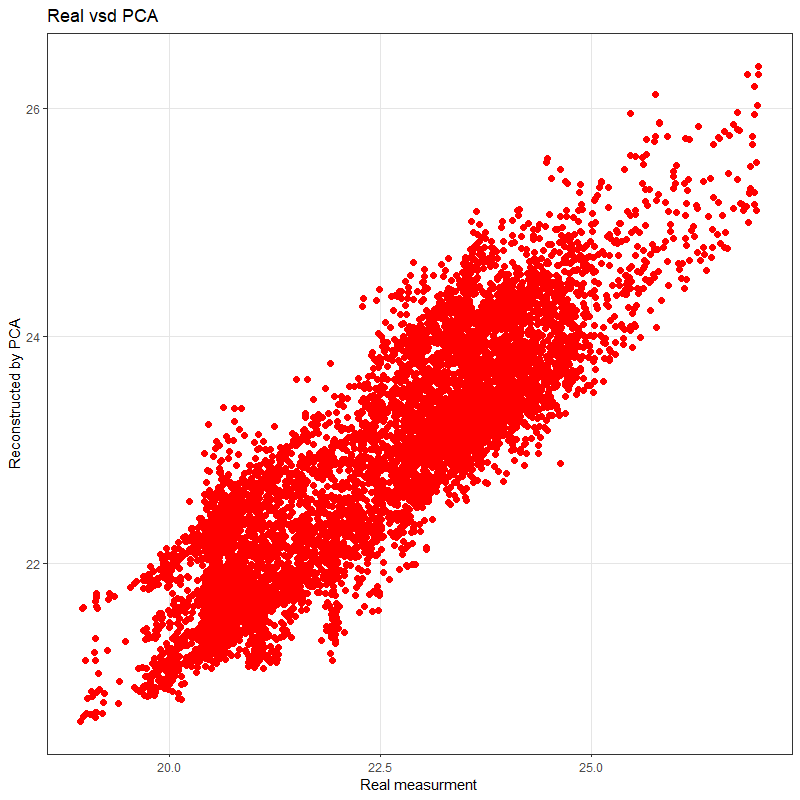 Real vsd PCA
26
24
22
Reconstructed by PCA
20.0 22.5 25.0
Real measurment